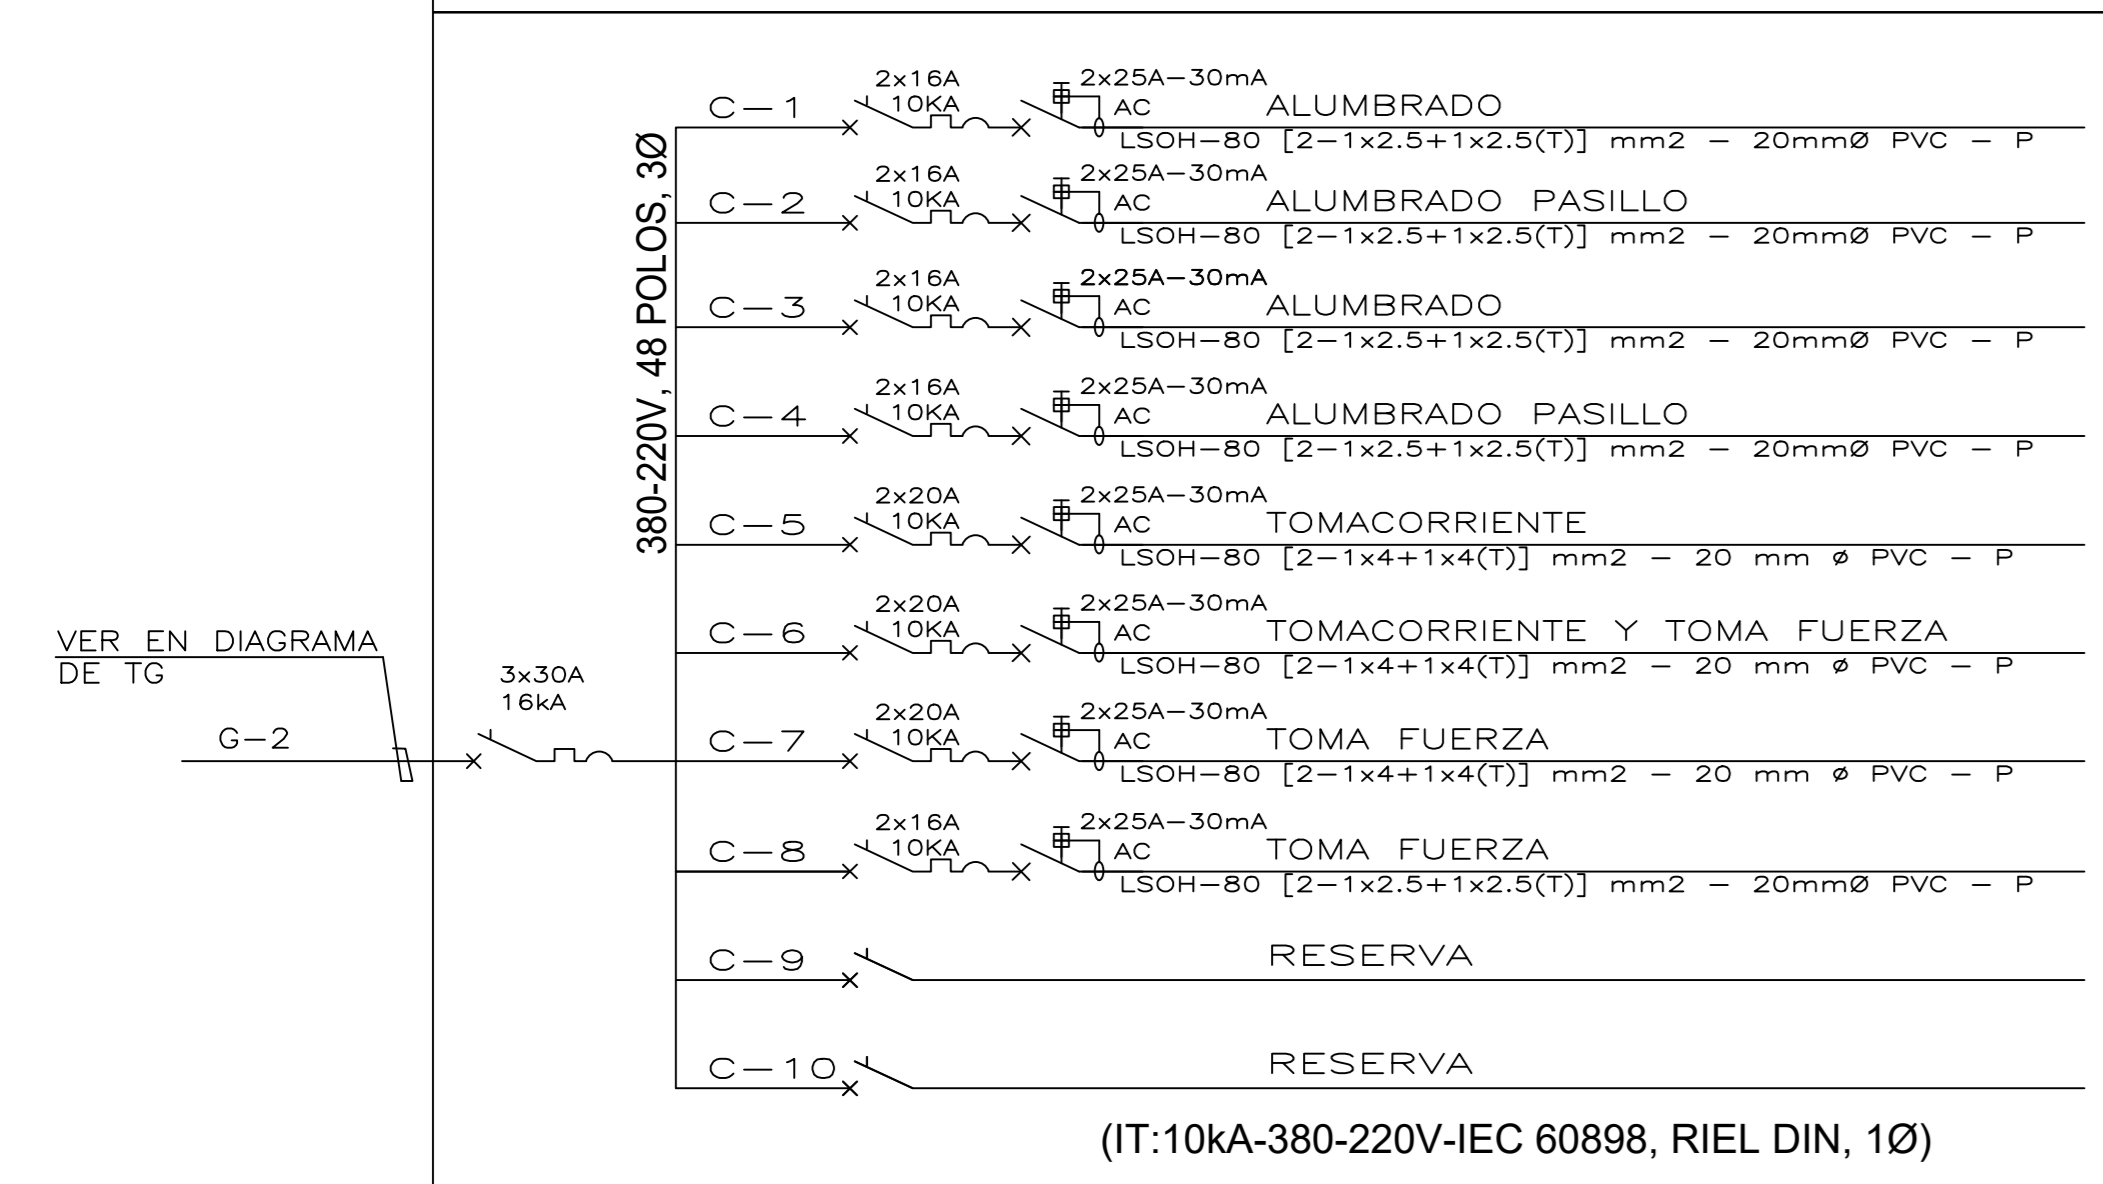 380-220V, 48 POLOS, 3Ø
VER EN DIAGRAMA
DE TG
G-2
3x30A
16kA
C-1
2x16A
10KA
2x25A-30mA
AC
ALUMBRADO
LSOH-80 [2-1x2.5+1x2.5(T)] mm2 - 20mmØ PVC - P
C-2
2x16A
10KA
2x25A-30mA
AC
ALUMBRADO PASILLO
LSOH-80 [2-1x2.5+1x2.5(T)] mm2 - 20mmØ PVC - P
C-3
2x16A
10KA
2x25A-30mA
AC
ALUMBRADO
LSOH-80 [2-1x2.5+1x2.5(T)] mm2 - 20mmØ PVC - P
C-4
2x16A
10KA
2x25A-30mA
AC
ALUMBRADO PASILLO
LSOH-80 [2-1x2.5+1x2.5(T)] mm2 - 20mmØ PVC - P
C-5
2x20A
10KA
2x25A-30mA
AC
TOMACORRIENTE
LSOH-80 [2-1x4+1x4(T)] mm2 - 20 mm ø PVC - P
C-6
2x20A
10KA
2x25A-30mA
AC
TOMACORRIENTE Y TOMA FUERZA
LSOH-80 [2-1x4+1x4(T)] mm2 - 20 mm ø PVC - P
C-7
2x20A
10KA
2x25A-30mA
AC
TOMA FUERZA
LSOH-80 [2-1x4+1x4(T)] mm2 - 20 mm ø PVC - P
C-8
2x16A
10KA
2x25A-30mA
AC
TOMA FUERZA
LSOH-80 [2-1x2.5+1x2.5(T)] mm2 - 20mmØ PVC - P
C-9
RESERVA
C-10
RESERVA
(IT:10kA-380-220V-IEC 60898, RIEL DIN, 1Ø)